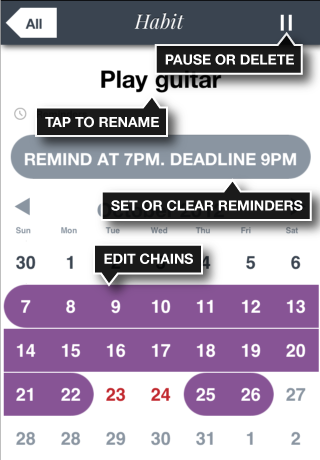 All
Habit
PAUSE OR DELETE
Play guitar
TAP TO RENAME
REMIND AT 7PM. DEADLINE 9PM
SET OR CLEAR REMINDERS
Sun Mon Tue Wed Thu Fri Sat
EDIT CHAINS
30 1 5 6
7 8 9 10 11 12 13
14 15 16 17 18 19 20
21 22 23 24 25 26 27
28 28 29 30 31 1 2